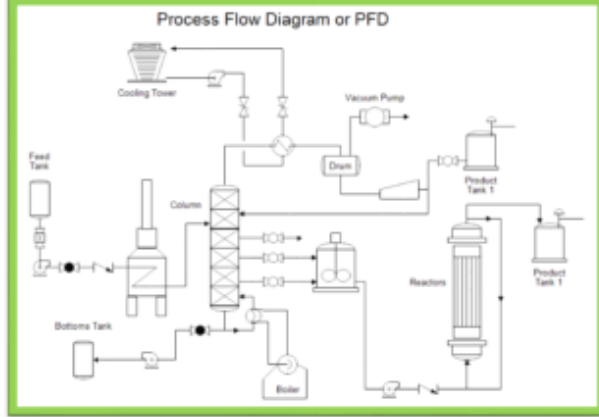 Process Flow Diagram or PFD
Cooling Tower
Vacuum Pump
Feed
Tank
Drum
Product
Tank 1
Column
Reactors
Product
Tank 1
Bottoms Tank
Boiler